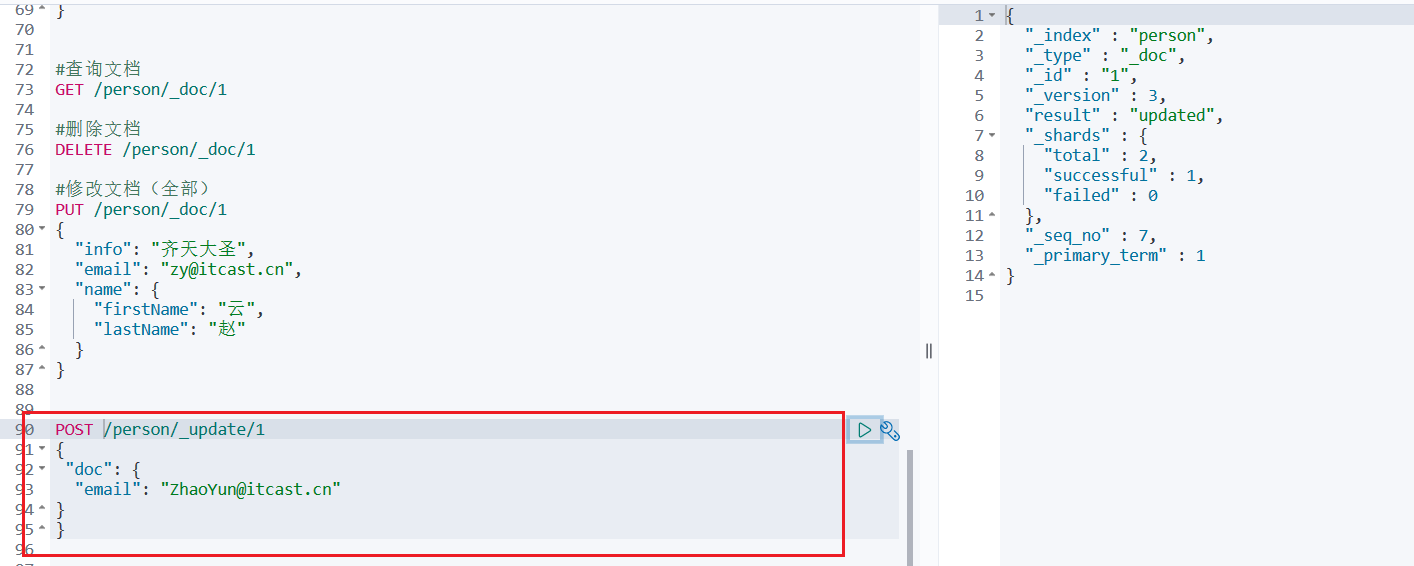 69 }
70
71
72 #查询文档
73 GET /person/_doc/1
74
75 #删除文档
76 DELETE /person/_doc/1
77
78 #修改文档（全部）
79 PUT /person/_doc/1
80 {
81 "info": "齐天大圣",
82 "email": "zy@itcast.cn",
83 "name": {
84 "firstName": "云",
85 "lastName": "赵"
86 }
87 }
88
89
90 POST /person/_update/1
91 {
92 "doc": {
93 "email": "ZhaoYun@itcast.cn"
94 }
95 }
96
1 {
2 "_index" : "person",
3 "_type" : "_doc",
4 "_id" : "1",
5 "_version" : 3,
6 "result" : "updated",
7 "_shards" : {
8 "total" : 2,
9 "successful" : 1,
10 "failed" : 0
11 },
12 "_seq_no" : 7,
13 "_primary_term" : 1
14 }
15